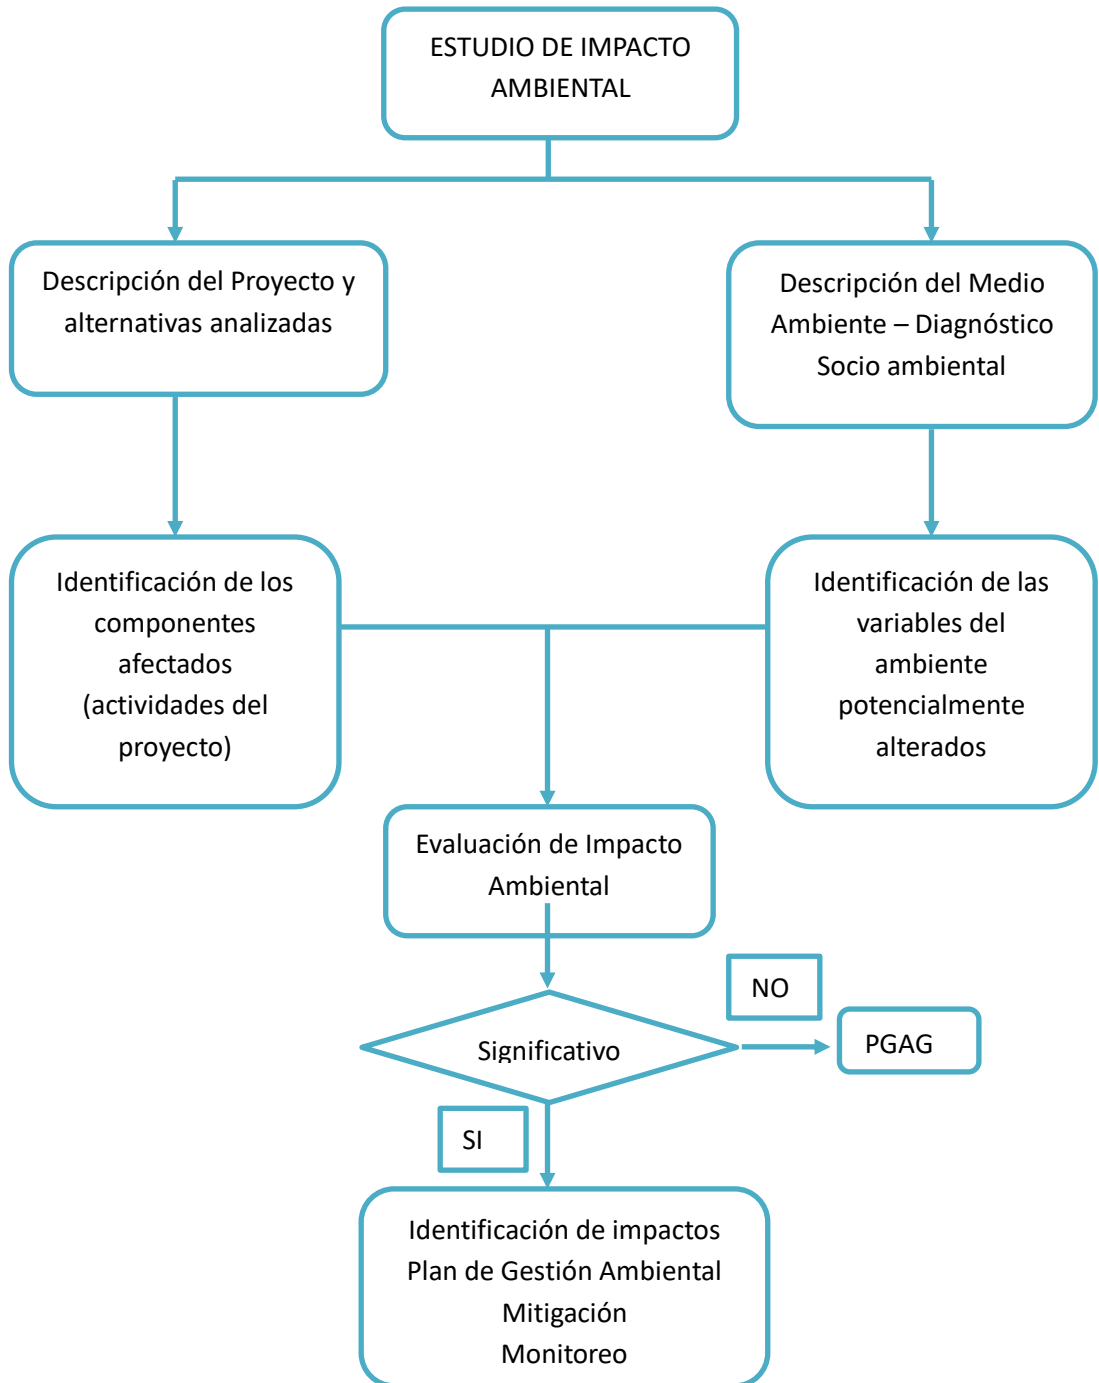 ESTUDIO DE IMPACTO
AMBIENTAL
Descripción del Proyecto y
alternativas analizadas
Descripción del Medio
Ambiente – Diagnóstico
Socio ambiental
Identificación de los
componentes
afectados
(actividades del
proyecto)
Identificación de las
variables del
ambiente
potencialmente
alterados
Evaluación de Impacto
Ambiental
NO
Significativo
PGAG
SI
Identificación de impactos
Plan de Gestión Ambiental
Mitigación
Monitoreo